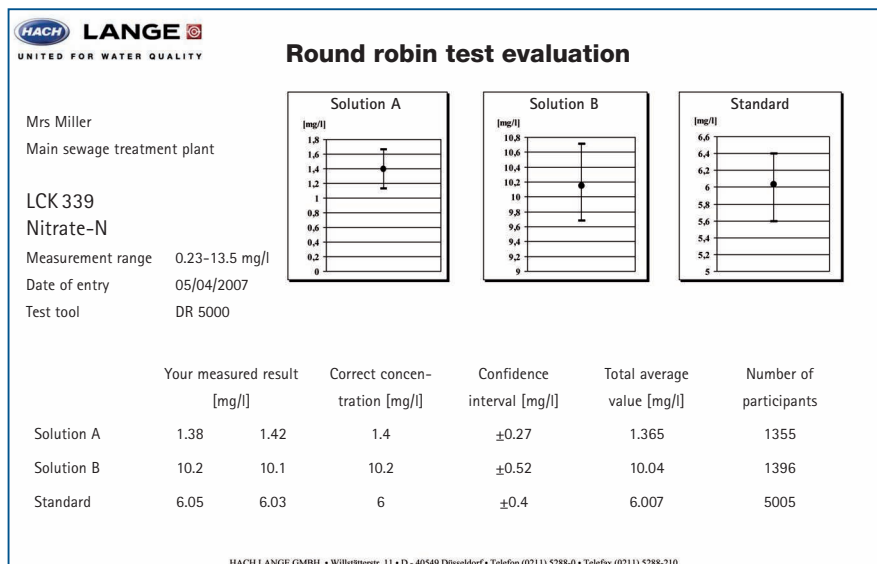 HACH LANGE
UNITED FOR WATER QUALITY
Round robin test evaluation
Mrs Miller
Main sewage treatment plant
LCK 339
Nitrate-N
Measurement range 0.23-13.5 mg/l
Date of entry 05/04/2007
Test tool DR 5000
Solution A
[mg/l]
1,8
1,6
1,4
1,2
1
0,8
0,6
0,4
0,2
0
Solution B
[mg/l]
10,8
10,6
10,4
10,2
10
9,8
9,6
9,4
9,2
9
Standard
[mg/l]
6,6
6,4
6,2
6
5,8
5,6
5,4
5,2
5
Your measured result Correct concen- Confidence Total average Number of
[mg/l] tration [mg/l] interval [mg/l] value [mg/l] participants
Solution A 1.38 1.42 1.4 ±0.27 1.365 1355
Solution B 10.2 10.1 10.2 ±0.52 10.04 1396
Standard 6.05 6.03 6 ±0.4 6.007 5005
HACH LANGE GMBH • Willstätterstr. 11 • D - 40549 Düsseldorf • Telefon (0211) 5288-0 • Telefax (0211) 5288-210